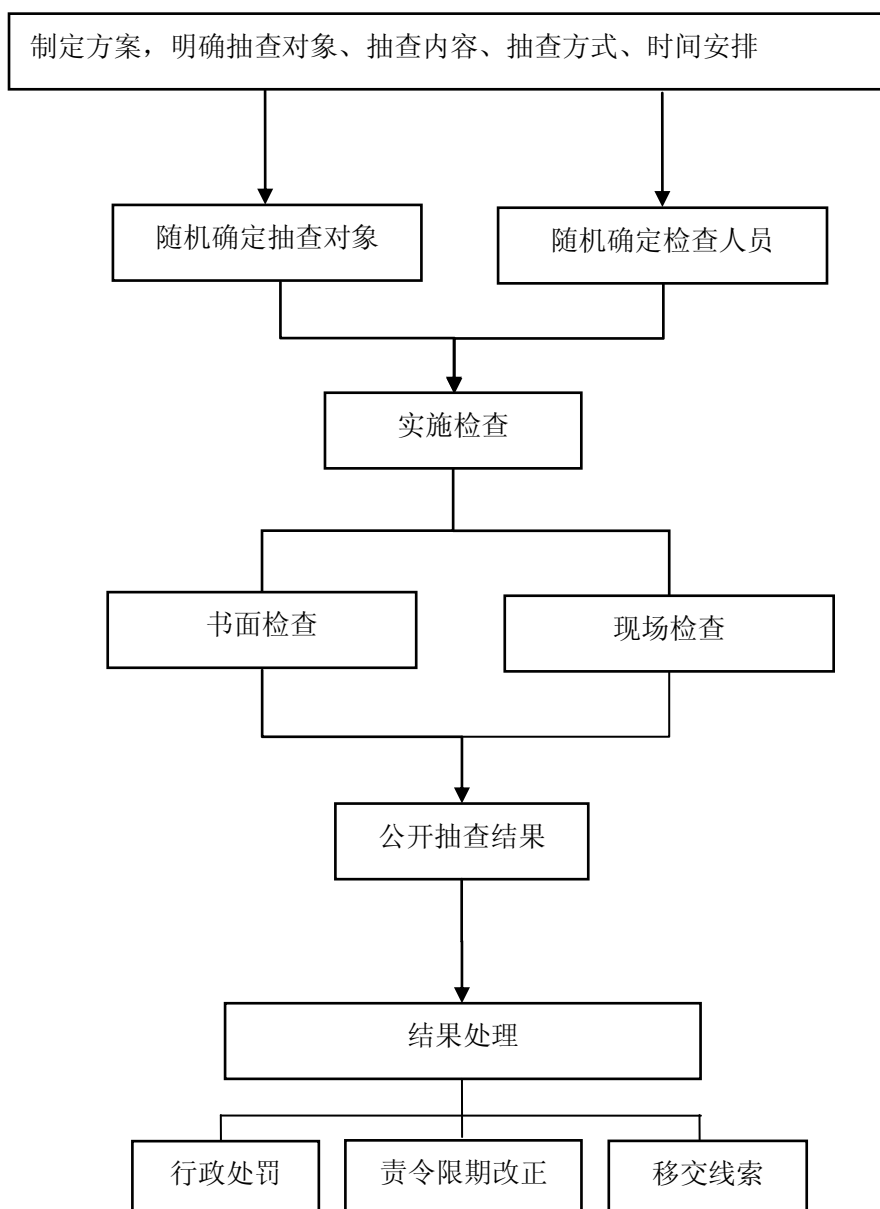 制定方案，明确抽查对象、抽查内容、抽查方式、时间安排
随机确定抽查对象
随机确定检查人员
实施检查
书面检查
现场检查
公开抽查结果
结果处理
行政处罚
责令限期改正
移交线索